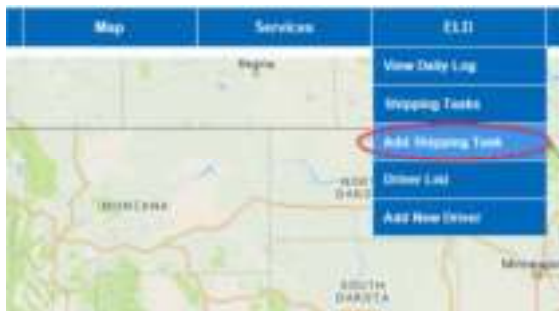 Map
Services
ELD
View Daily Log
Shipping Tasks
Add Shipping Task
Driver List
Add New Driver
Regina
MONTANA
NORTH
DAKOTA
SOUTH
DAKOTA